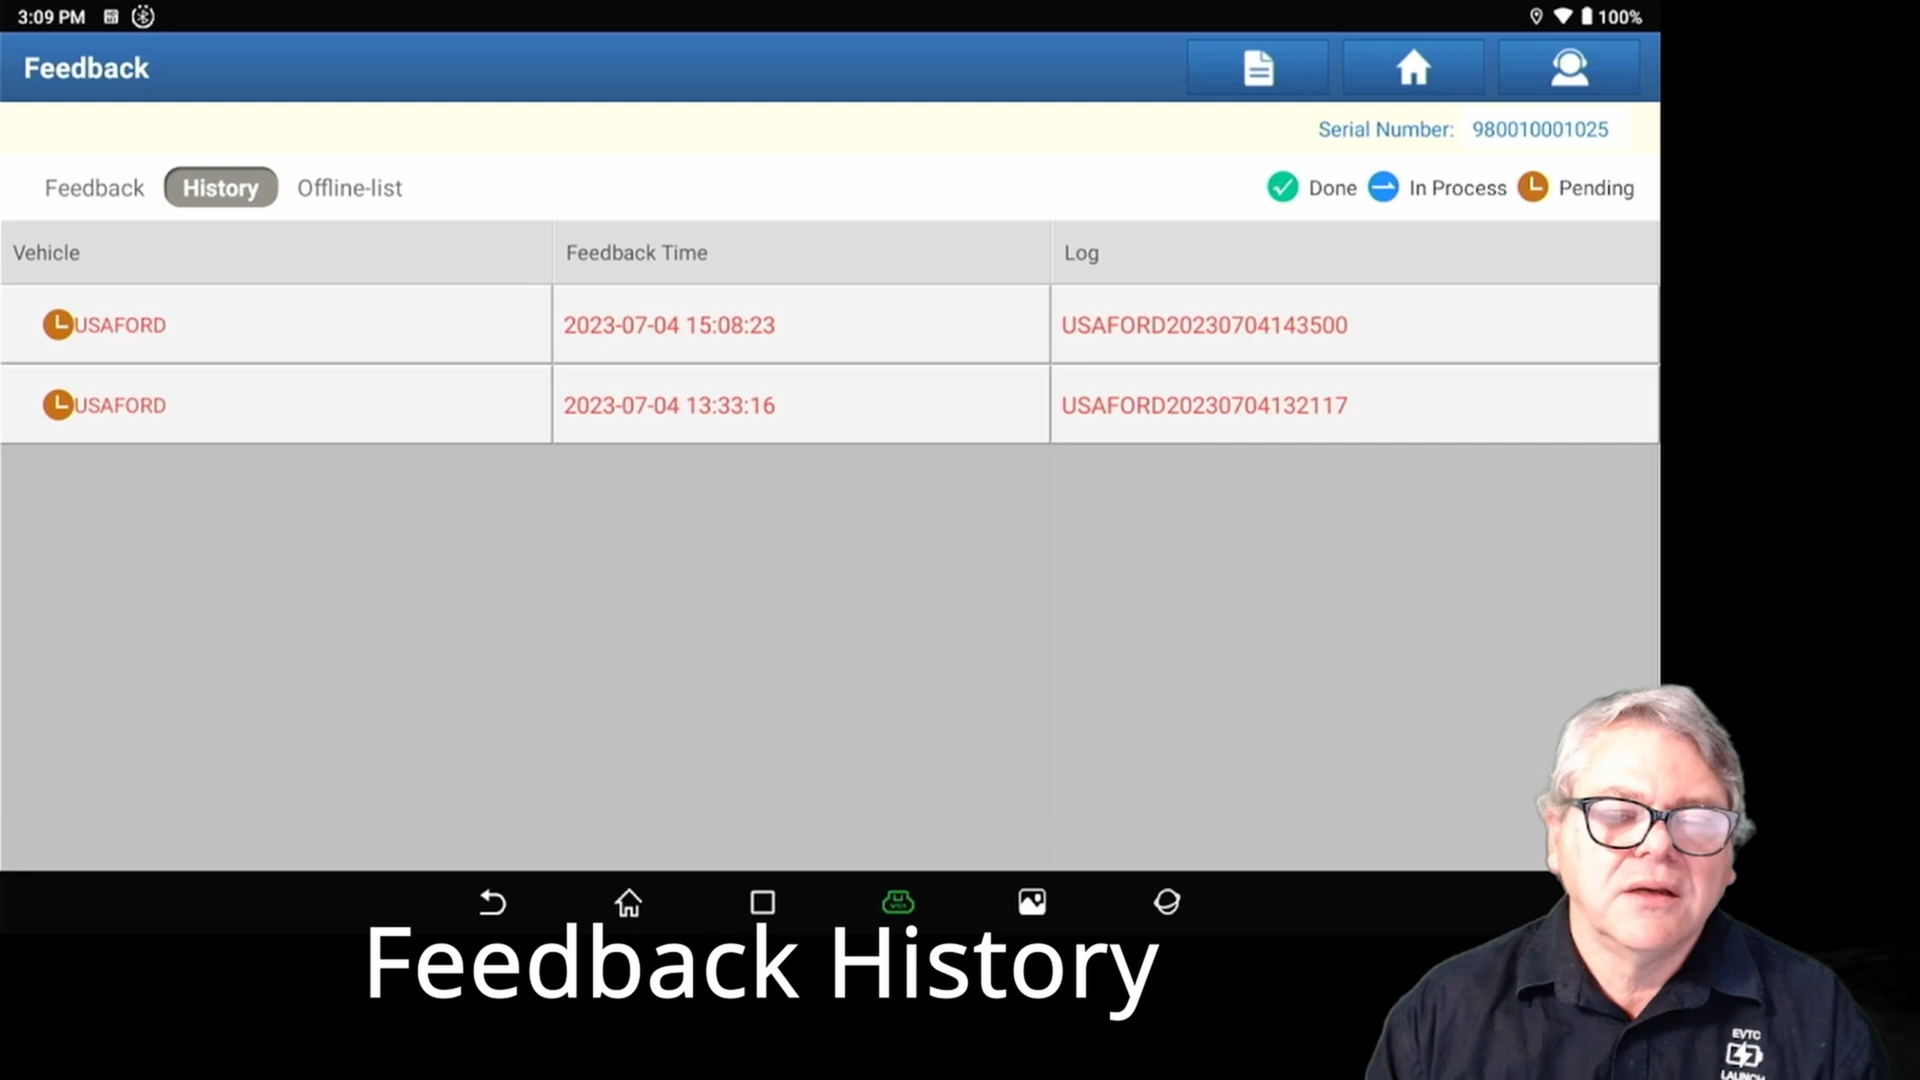 3:09 PM 100%
Feedback
Serial Number: 980010001025
Feedback History Offline-list Done In Process Pending
Vehicle Feedback Time Log
USAFORD 2023-07-04 15:08:23 USAFORD20230704143500
USAFORD 2023-07-04 13:33:16 USAFORD20230704132117
Feedback History
EVTC
LAUNCH